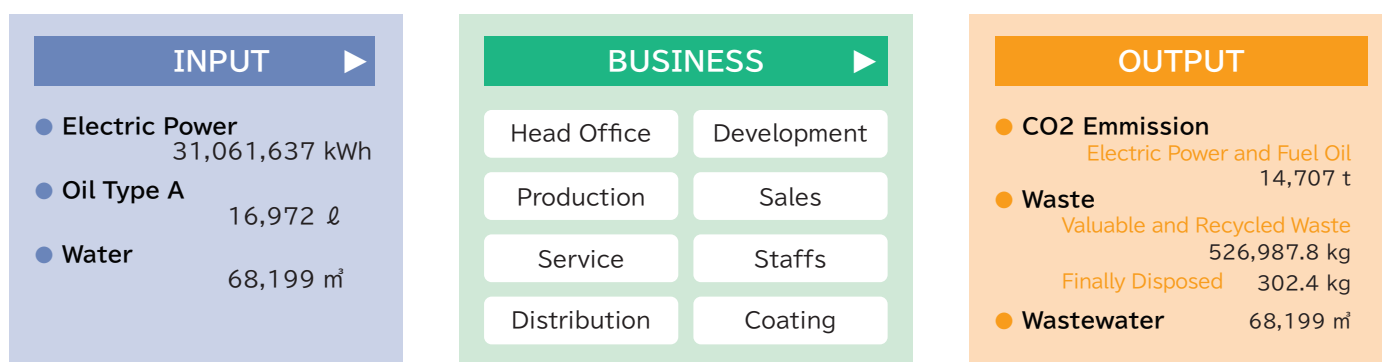 INPUT
Electric Power
31,061,637 kWh
Oil Type A
16,972 ℓ
Water
68,199 ㎥
BUSINESS
Head Office
Development
Production
Sales
Service
Staffs
Distribution
Coating
OUTPUT
CO2 Emmission
Electric Power and Fuel Oil
14,707 t
Waste
Valuable and Recycled Waste
526,987.8 kg
Finally Disposed 302.4 kg
Wastewater 68,199 ㎥